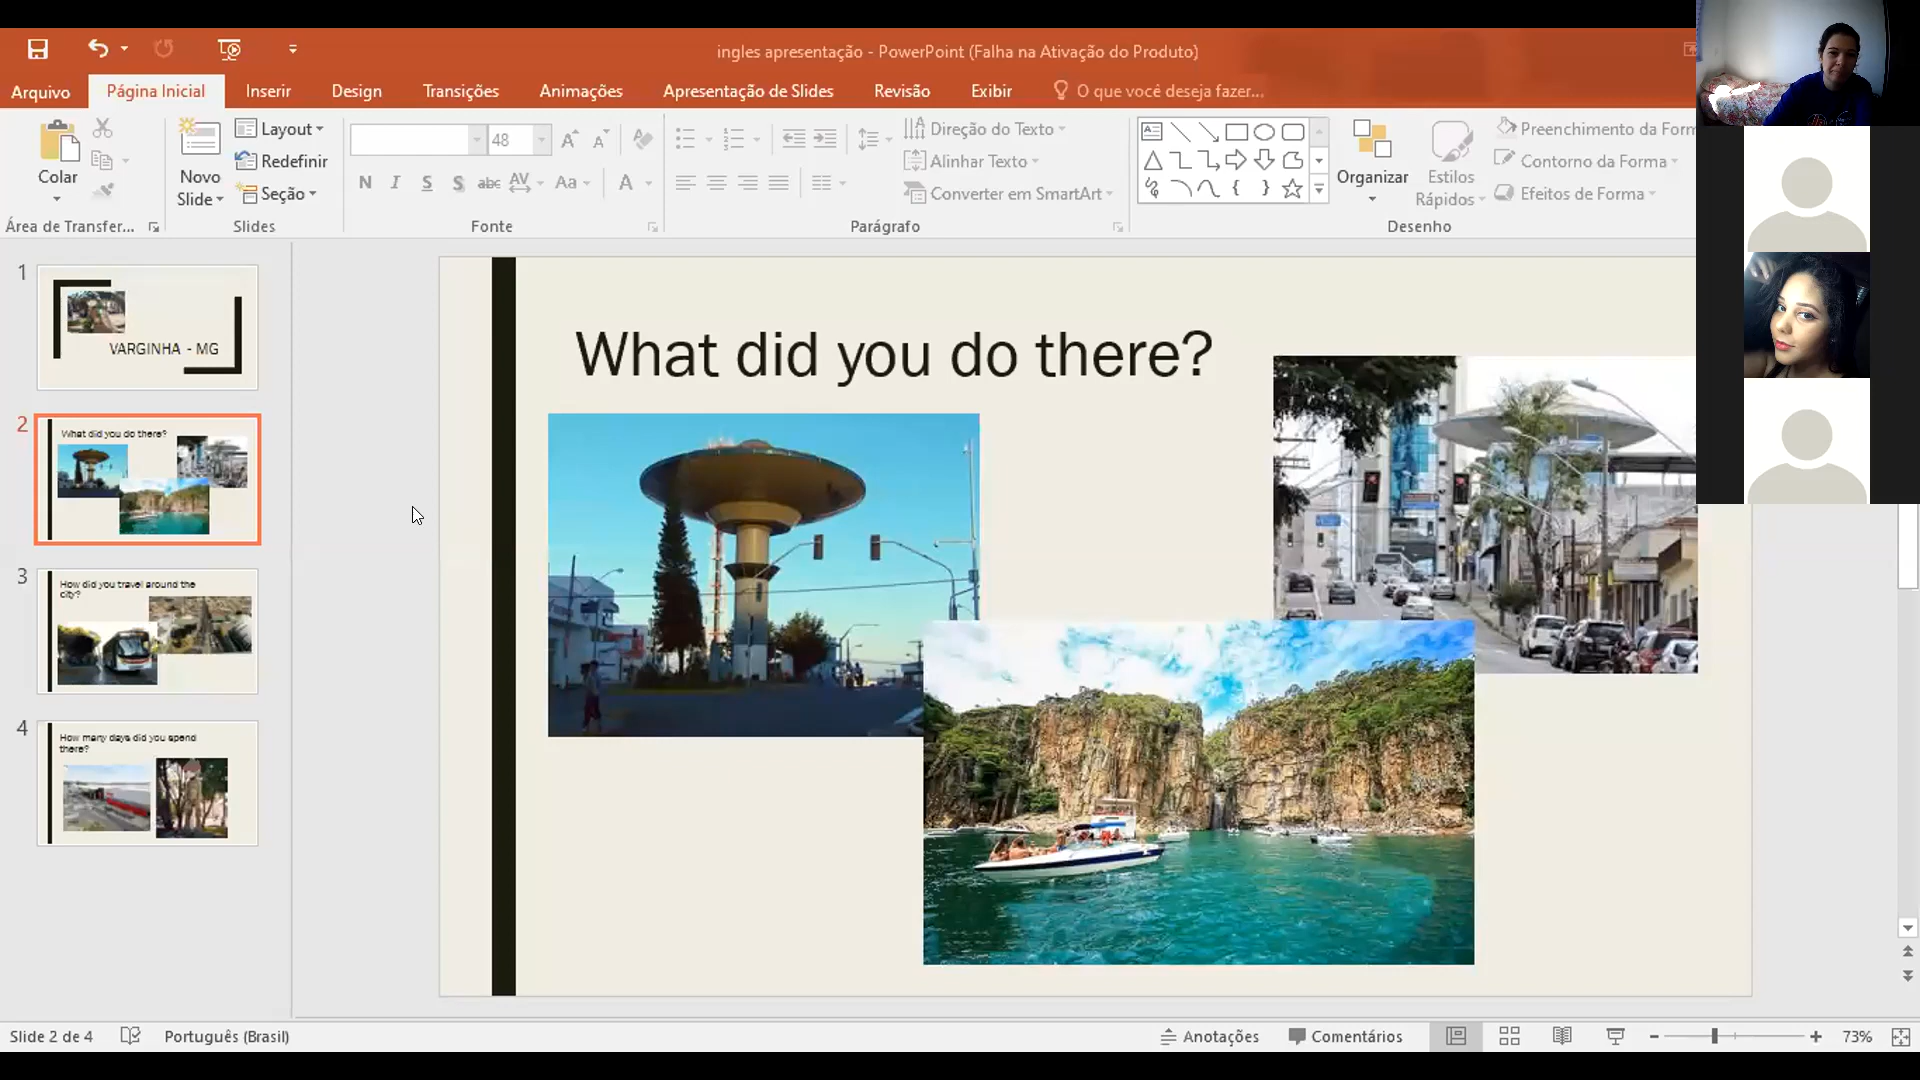 ingles apresentação - PowerPoint (Falha na Ativação do Produto)
Arquivo Página Inicial Inserir Design Transições Animações Apresentação de Slides Revisão Exibir O que você deseja fazer...
Colar
Área de Transfer...
Novo
Slide
Layout
Redefinir
Seção
Slides
48
N I S S abc AV Aa A
Fonte
Direção do Texto
Alinhar Texto
Converter em SmartArt
Parágrafo
Organizar
Estilos
Rápidos
Preenchimento da Form
Contorno da Forma
Efeitos de Forma
Desenho
1
VARGINHA - MG
2
What did you do there?
3
How did you travel around the
city?
4
How many days did you spend
there?
What did you do there?
Slide 2 de 4 Português (Brasil) Anotações Comentários 73%